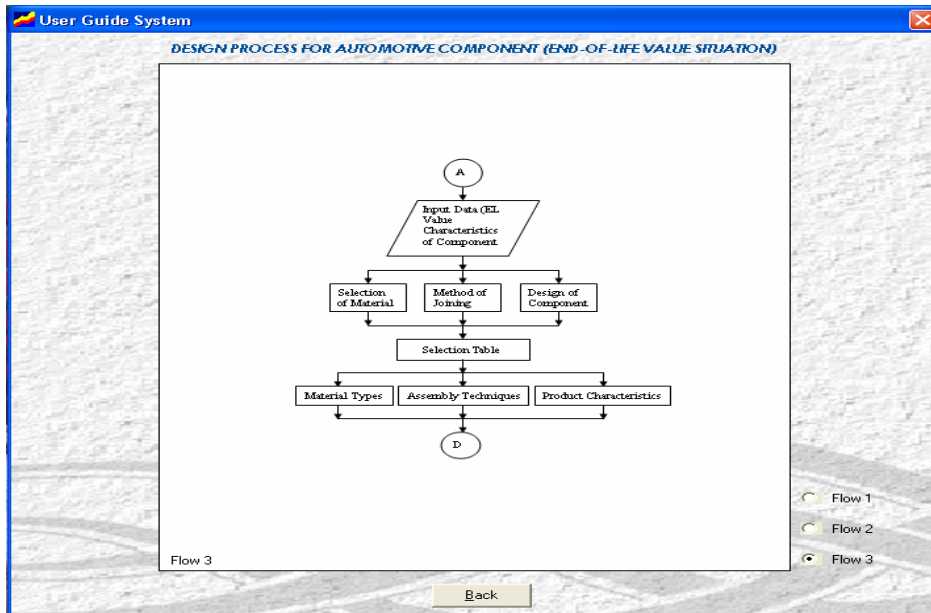 User Guide System
DESIGN PROCESS FOR AUTOMOTIVE COMPONENT (END-OF-LIFE VALUE SITUATION)
A
Input Data (EL
Value
Characteristics
of Component
Selection
of Material
Method of
Joining
Design of
Component
Selection Table
Material Types
Assembly Techniques
Product Characteristics
D
Flow 1
Flow 2
Flow 3
Flow 3
Back